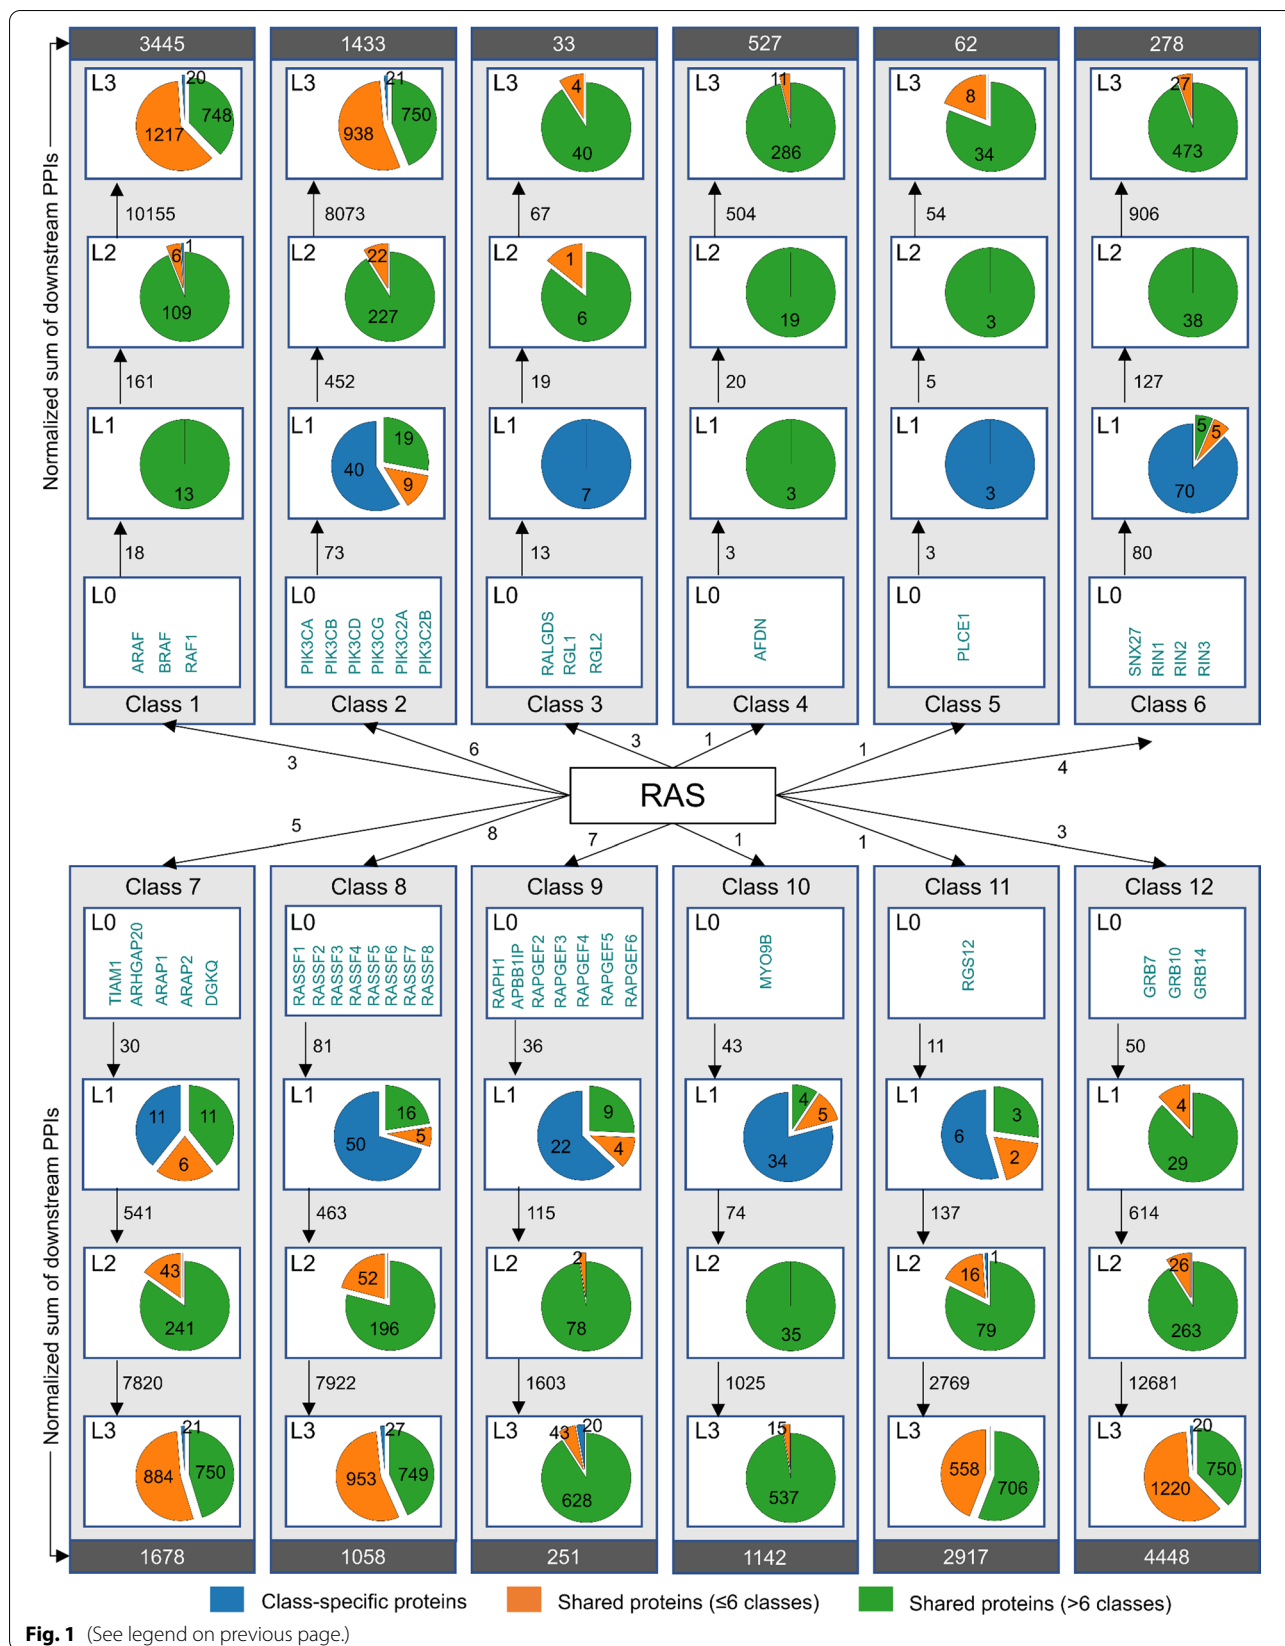 3445 1433 33 527 62 278
Normalized sum of downstream PPIs
L3 L3 L3 L3 L3 L3
20 748 1217
21 750 938
4 40
11 286
8 34
27 473
10155 8073 67 504 54 906
L2 L2 L2 L2 L2 L2
1 6 109
22 227
1 6
19
3
38
161 452 19 20 5 127
L1 L1 L1 L1 L1 L1
13
19 40 9
7
3
3
5 5 70
18 73 13 3 3 80
L0 L0 L0 L0 L0 L0
ARAF
BRAF
RAF1
PIK3CA
PIK3CB
PIK3CD
PIK3CG
PIK3C2A
PIK3C2B
RALGDS
RGL1
RGL2
AFDN
PLCE1
SNX27
RIN1
RIN2
RIN3
Class 1 Class 2 Class 3 Class 4 Class 5 Class 6
3 6 3 1 1 4
RAS
5 8 7 1 1 3
Class 7 Class 8 Class 9 Class 10 Class 11 Class 12
L0 L0 L0 L0 L0 L0
TIAM1
ARHGAP20
ARAP1
ARAP2
DGKQ
RASSF1
RASSF2
RASSF3
RASSF4
RASSF5
RASSF6
RASSF7
RASSF8
RAPH1
APBB1IP
RAPGEF2
RAPGEF3
RAPGEF4
RAPGEF5
RAPGEF6
MYO9B
RGS12
GRB7
GRB10
GRB14
30 81 36 43 11 50
L1 L1 L1 L1 L1 L1
11 11 6
16 50 5
9 22 4
4 5 34
3 6 2
4 29
541 463 115 74 137 614
L2 L2 L2 L2 L2 L2
43 241
52 196
2 78
35
1 16 79
26 263
7820 7922 1603 1025 2769 12681
L3 L3 L3 L3 L3 L3
21 884 750
27 953 749
20 43 628
15 537
558 706
20 750 1220
Normalized sum of downstream PPIs
1678 1058 251 1142 2917 4448
Class-specific proteins Shared proteins (≤6 classes) Shared proteins (>6 classes)
Fig. 1 (See legend on previous page.)